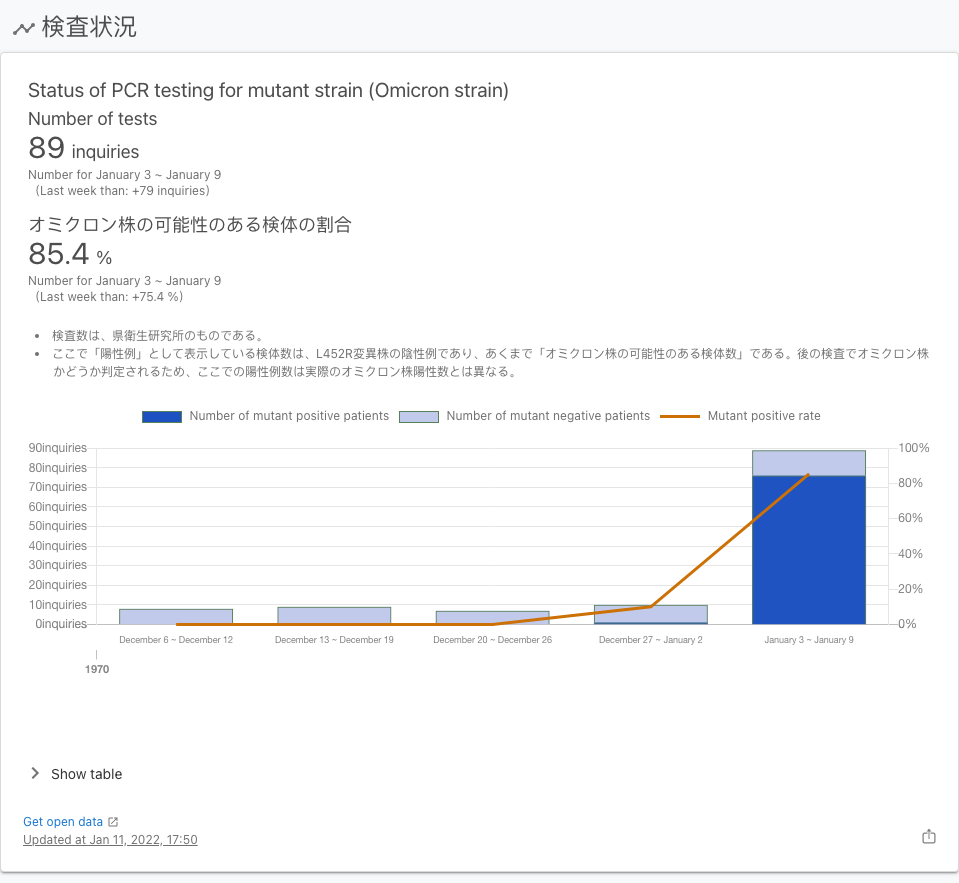 検査状況
Status of PCR testing for mutant strain (Omicron strain)
Number of tests
89 inquiries
Number for January 3 ~ January 9
(Last week than: +79 inquiries)
オミクロン株の可能性のある検体の割合
85.4 %
Number for January 3 ~ January 9
(Last week than: +75.4 %)
• 検査数は、県衛生研究所のものである。
• ここで「陽性例」として表示している検体数は、L452R変異株の陰性例であり、あくまで「オミクロン株の可能性のある検体数」である。後の検査でオミクロン株
かどうか判定されるため、ここでの陽性例数は実際のオミクロン株陽性数とは異なる。
Number of mutant positive patients Number of mutant negative patients Mutant positive rate
90inquiries 100%
80inquiries
70inquiries 80%
60inquiries
50inquiries 60%
40inquiries 40%
30inquiries
20inquiries 20%
10inquiries
0inquiries 0%
December 6 ~ December 12 December 13 ~ December 19 December 20 ~ December 26 December 27 ~ January 2 January 3 ~ January 9
1970
Show table
Get open data
Updated at Jan 11, 2022, 17:50